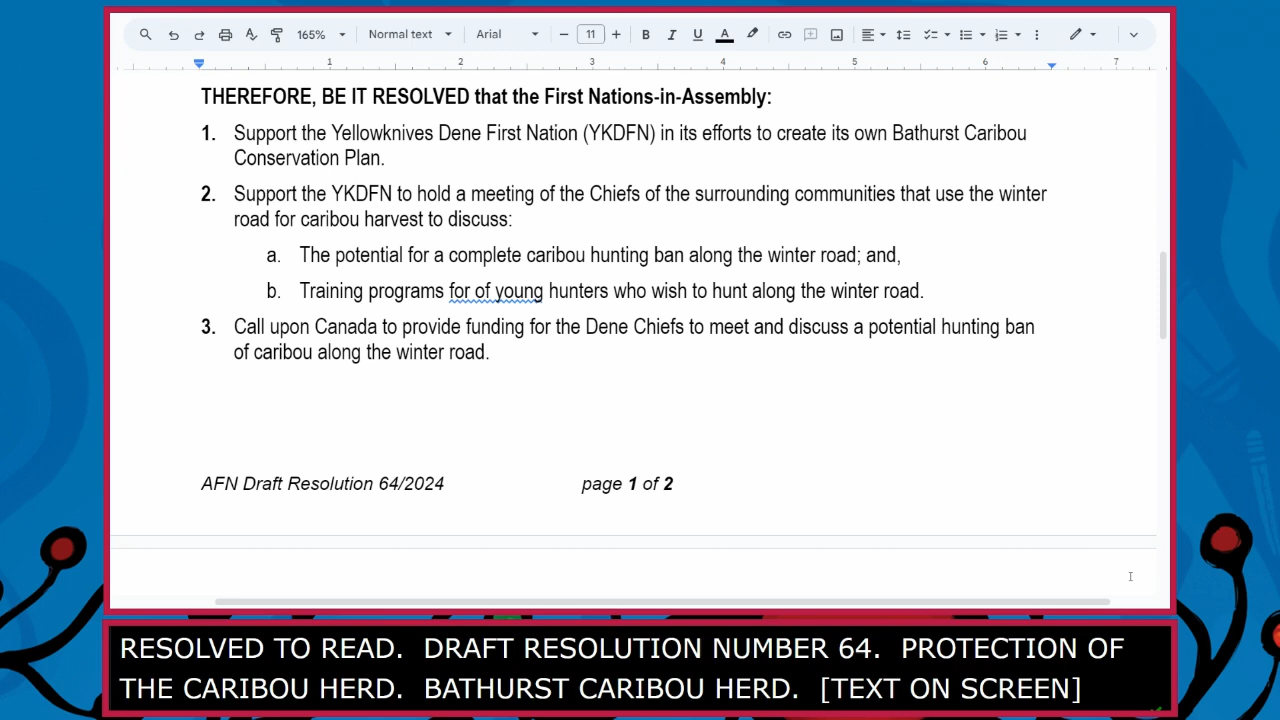 165% Normal text Arial 11 B I U A
1 2 3 4 5 6 7
THEREFORE, BE IT RESOLVED that the First Nations-in-Assembly:
1. Support the Yellowknives Dene First Nation (YKDFN) in its efforts to create its own Bathurst Caribou
Conservation Plan.
2. Support the YKDFN to hold a meeting of the Chiefs of the surrounding communities that use the winter
road for caribou harvest to discuss:
a. The potential for a complete caribou hunting ban along the winter road; and,
b. Training programs for of young hunters who wish to hunt along the winter road.
3. Call upon Canada to provide funding for the Dene Chiefs to meet and discuss a potential hunting ban
of caribou along the winter road.
AFN Draft Resolution 64/2024 page 1 of 2
RESOLVED TO READ. DRAFT RESOLUTION NUMBER 64. PROTECTION OF
THE CARIBOU HERD. BATHURST CARIBOU HERD. [TEXT ON SCREEN]